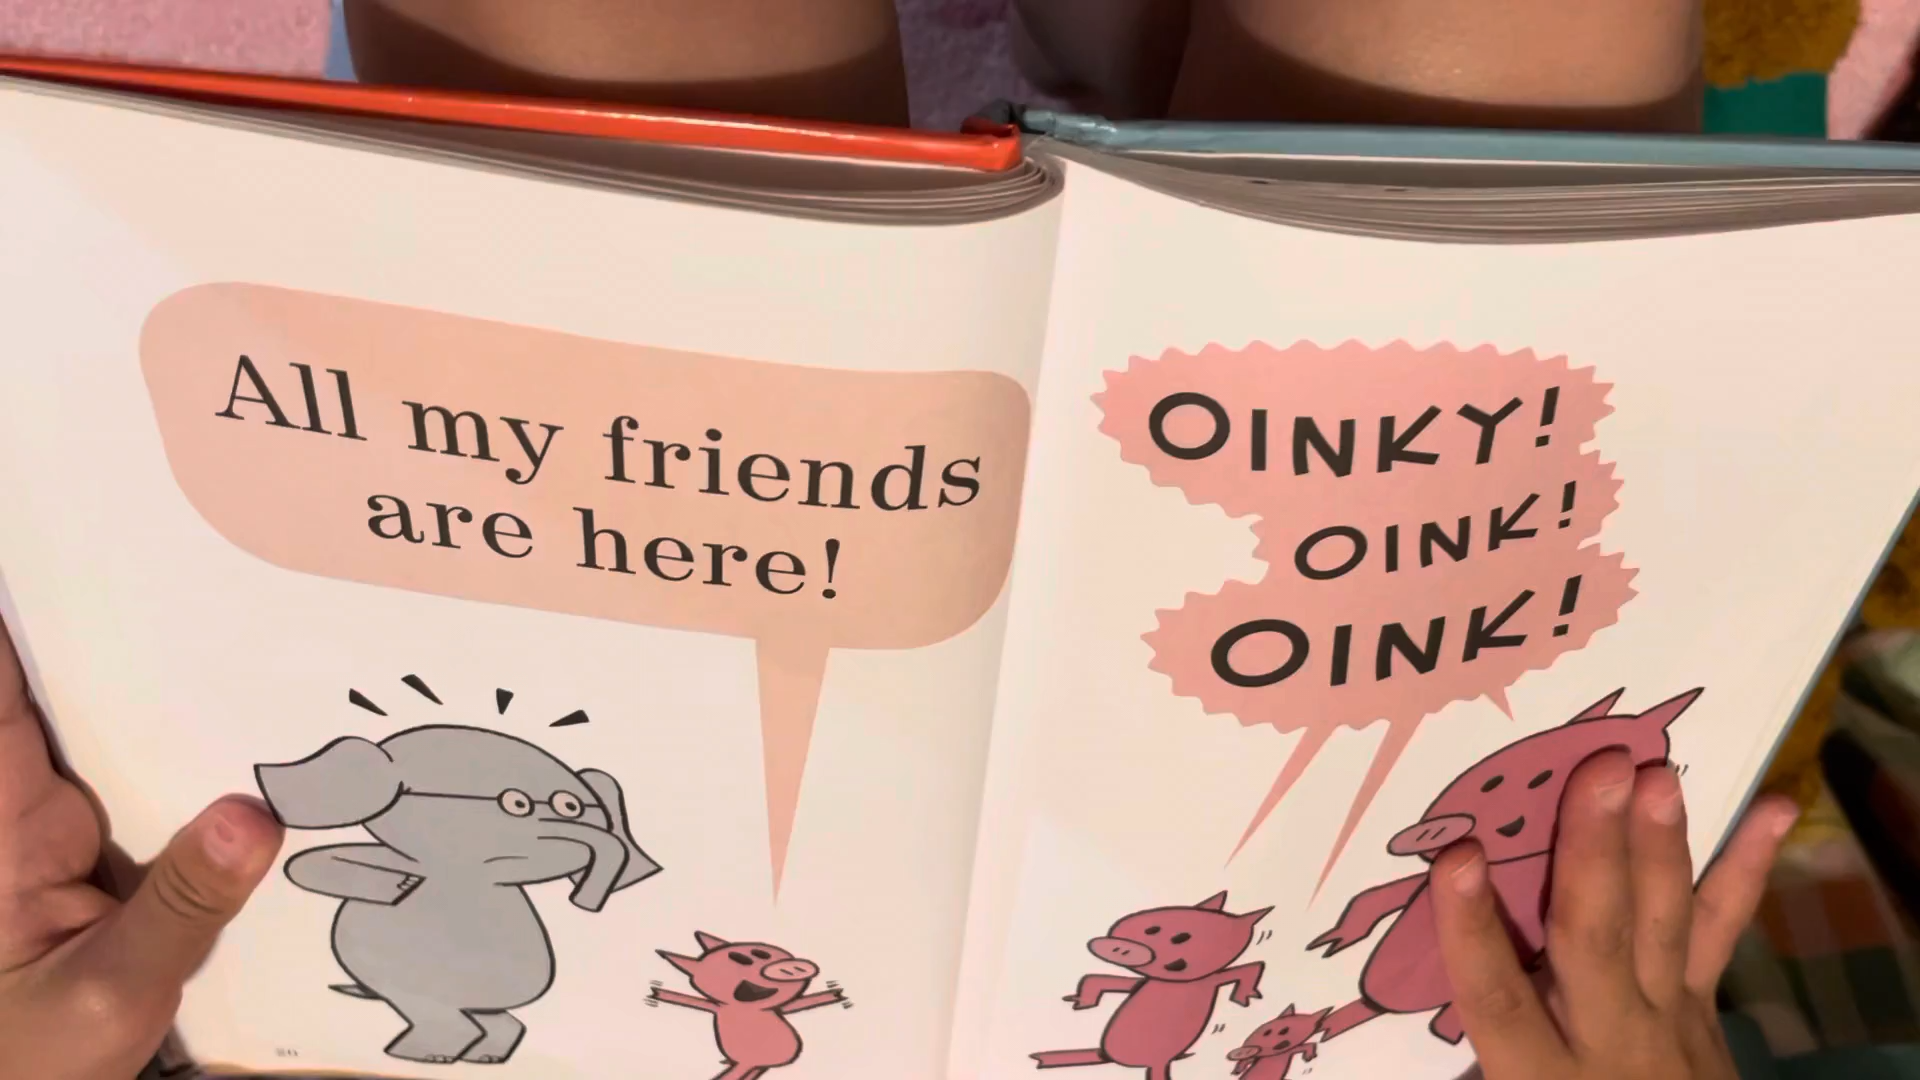 All my friends
are here!
OINKY!
OINK!
OINK!